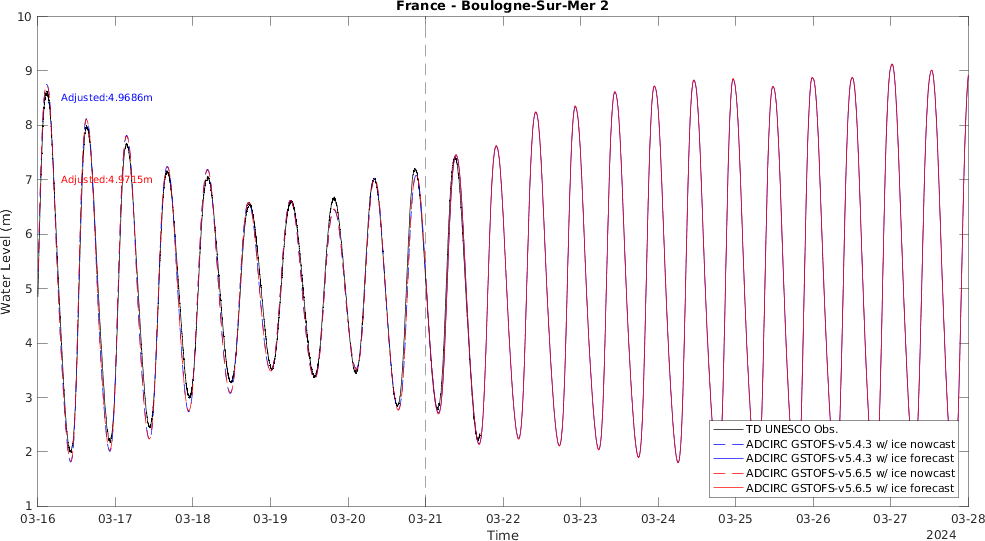 France - Boulogne-Sur-Mer 2
10
9
8
7
6
5
4
3
2
1
Water Level (m)
Adjusted:4.9686m
Adjusted:4.9715m
TD UNESCO Obs.
ADCIRC GSTOFS-v5.4.3 w/ ice nowcast
ADCIRC GSTOFS-v5.4.3 w/ ice forecast
ADCIRC GSTOFS-v5.6.5 w/ ice nowcast
ADCIRC GSTOFS-v5.6.5 w/ ice forecast
03-16 03-17 03-18 03-19 03-20 03-21 03-22 03-23 03-24 03-25 03-26 03-27 03-28
Time
2024